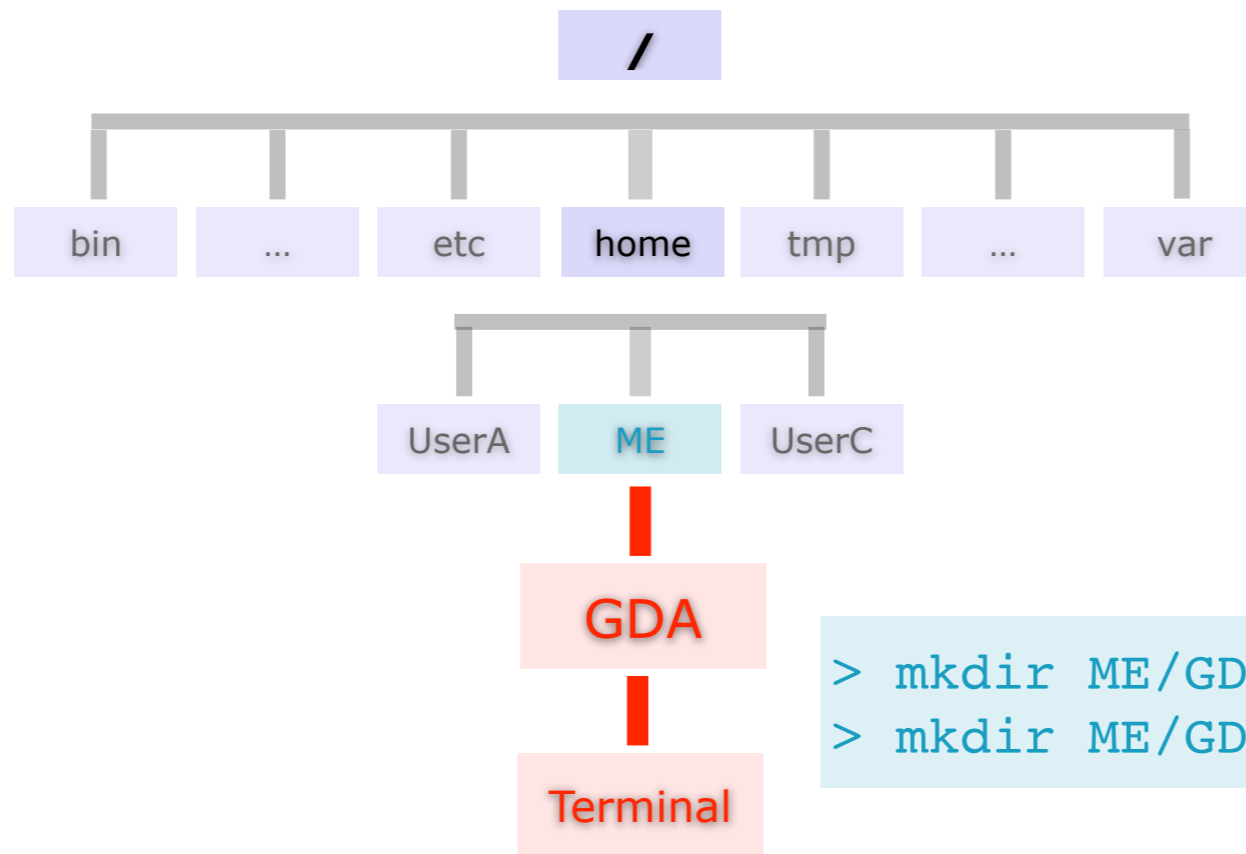 /
bin ... etc home tmp ... var
UserA ME UserC
GDA
> mkdir ME/GD
> mkdir ME/GD
Terminal